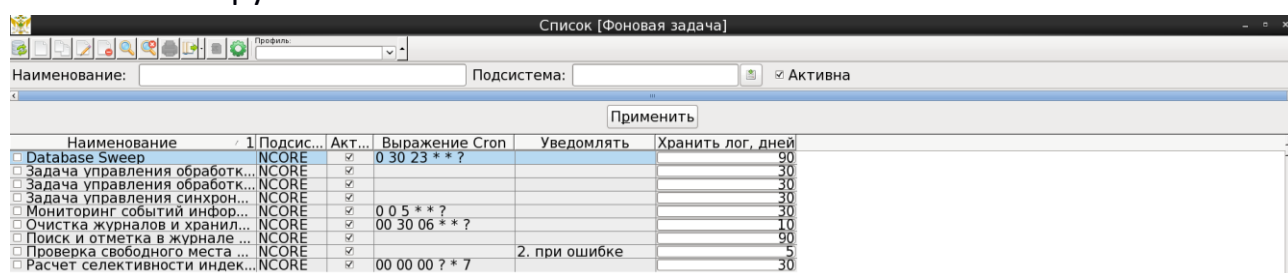 Список [Фоновая задача]
Профиль:
Наименование: Подсистема: Активна
Применить
Наименование 1 Подсис... Акт... Выражение Cron Уведомлять Хранить лог, дней
Database Sweep NCORE 0 30 23 * * ? 90
Задача управления обработк... NCORE 30
Задача управления обработк... NCORE 30
Задача управления синхрон... NCORE 30
Мониторинг событий инфор... NCORE 0 0 5 * * ? 30
Очистка журналов и хранил... NCORE 00 30 06 * * ? 10
Поиск и отметка в журнале ... NCORE 90
Проверка свободного места ... NCORE 2. при ошибке 5
Расчет селективности индек... NCORE 00 00 00 ? * 7 30